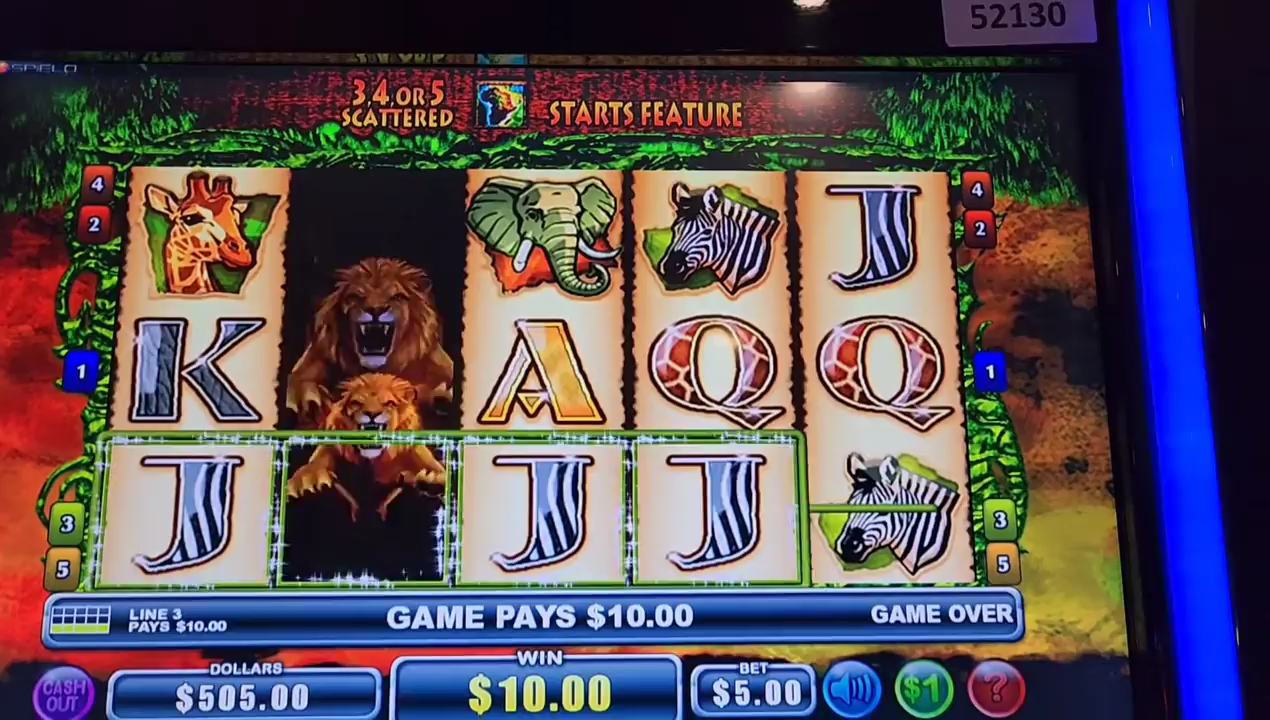 52130
SPIELO
3,4,OR 5
SCATTERED
STARTS FEATURE
4
4
2
2
J
K
A
Q
Q
1
1
J
J
J
3
3
5
5
LINE 3
PAYS $10.00
GAME PAYS $10.00
GAME OVER
CASH
OUT
DOLLARS
$505.00
WIN
$10.00
BET
$5.00
$1
?